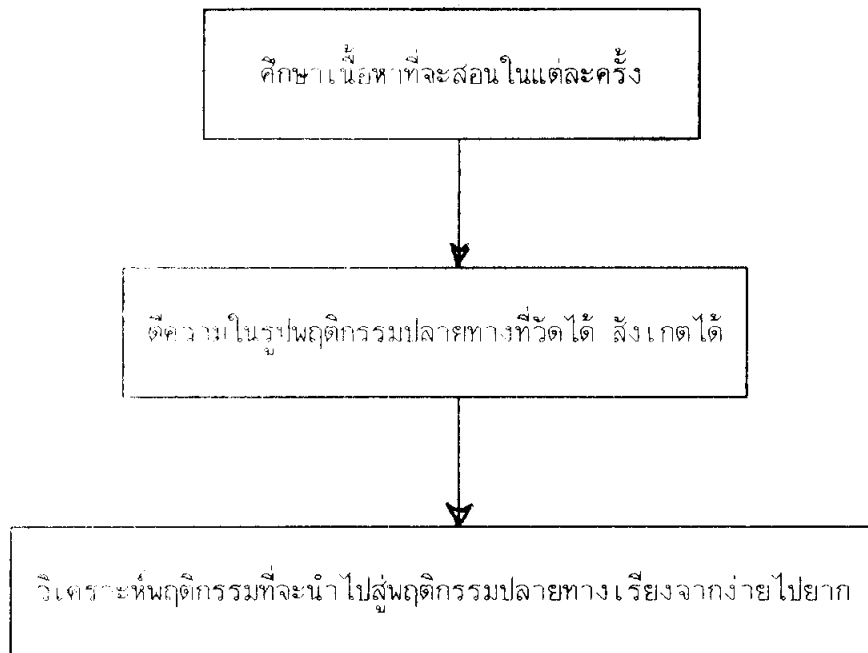 ศึกษาเนื้อหาที่จะสอนในแต่ละครั้ง
ตีความในรูปพฤติกรรมปลายทางที่วัดได้ สังเกตได้
วิเคราะห์พฤติกรรมที่จะนำไปสู่พฤติกรรมปลายทาง เรียงจากง่ายไปยาก